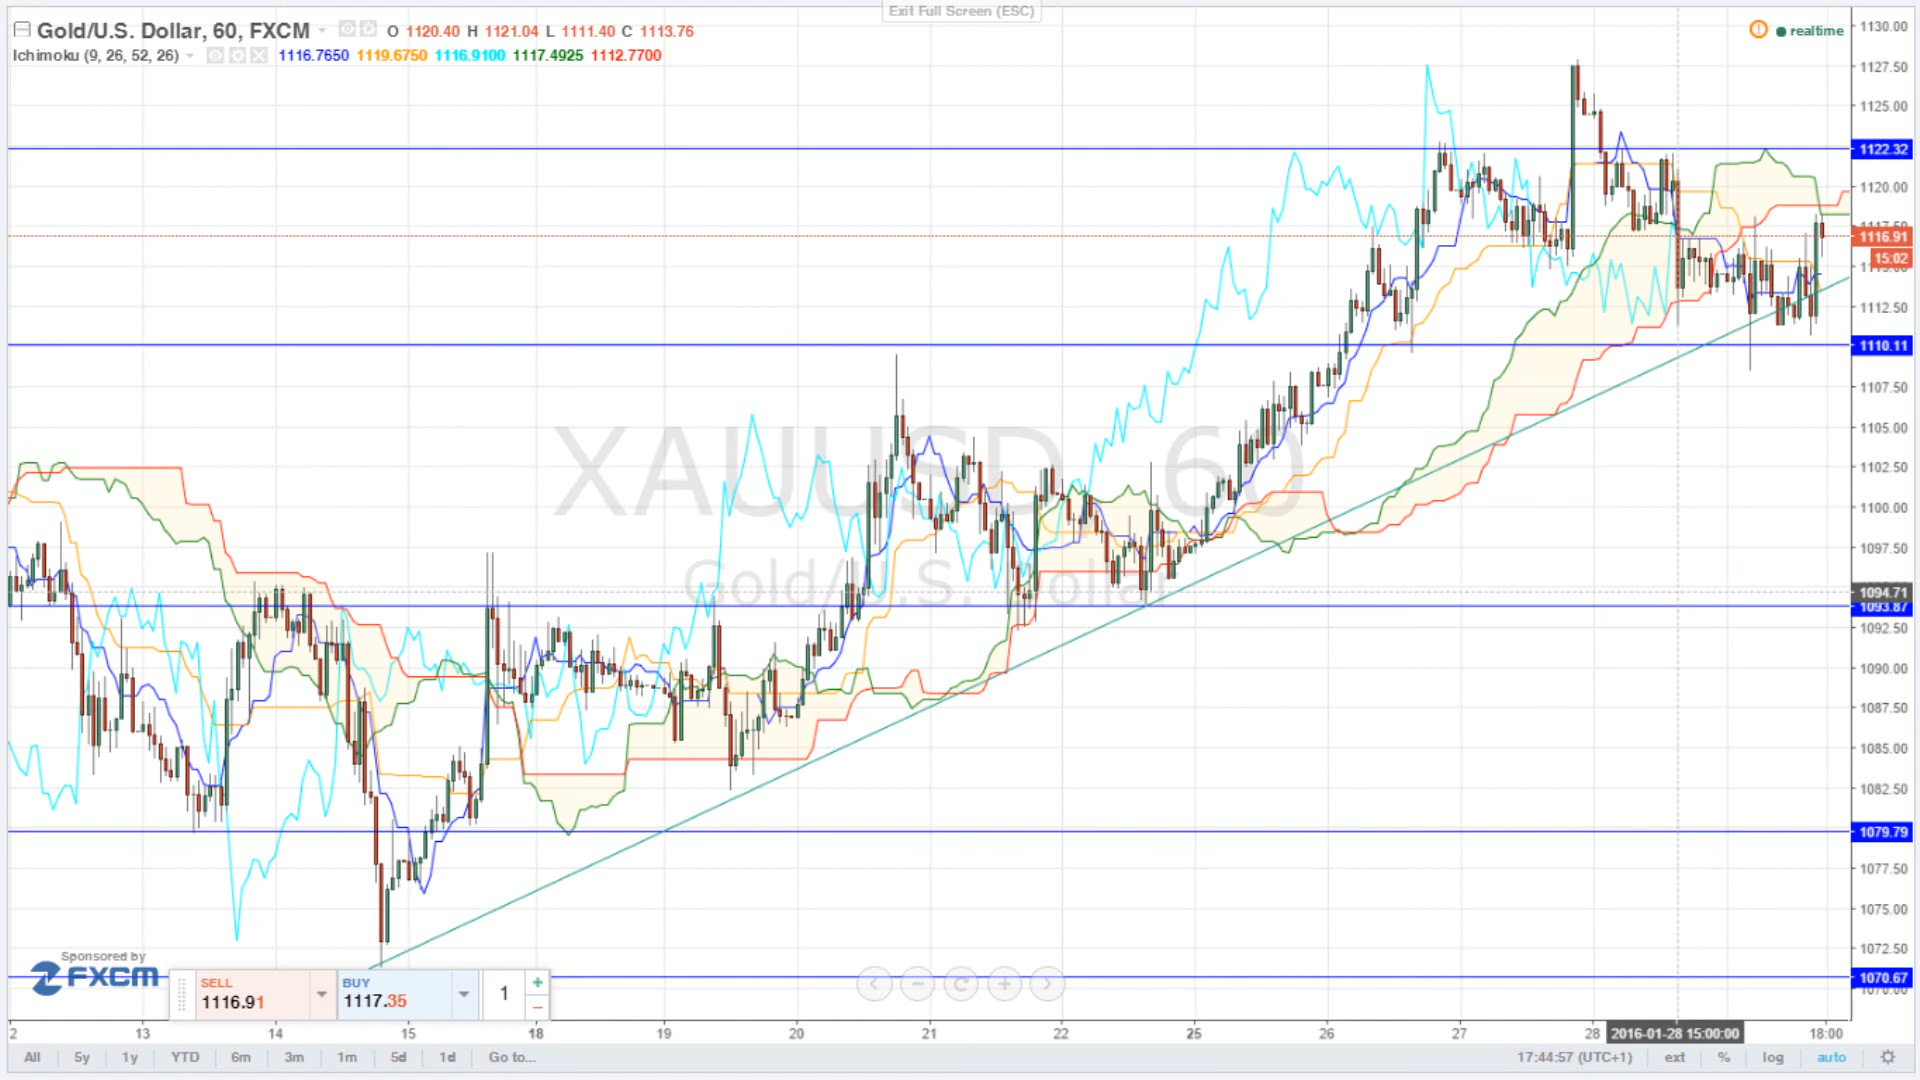 Exit Full Screen (ESC)
Gold/U.S. Dollar, 60, FXCM O 1120.40 H 1121.04 L 1111.40 C 1113.76
realtime
Ichimoku (9, 26, 52, 26) 1116.7650 1119.6750 1116.9100 1117.4925 1112.7700
1130.00
1127.50
1125.00
1122.32
1120.00
1116.91
15:02
1112.50
1110.11
1107.50
1105.00
1102.50
1100.00
1097.50
1094.71
1093.87
1092.50
1090.00
1087.50
1085.00
1082.50
1079.79
1077.50
1075.00
1072.50
1070.67
XAUUSD, 60
Gold/U.S. Dollar
Sponsored by
FXCM
SELL
1116.91
BUY
1117.35
1
2 13 14 15 18 19 20 21 22 25 26 27 28 2016-01-28 15:00:00 18:00
All 5y 1y YTD 6m 3m 1m 5d 1d Go to... 17:44:57 (UTC+1) ext % log auto